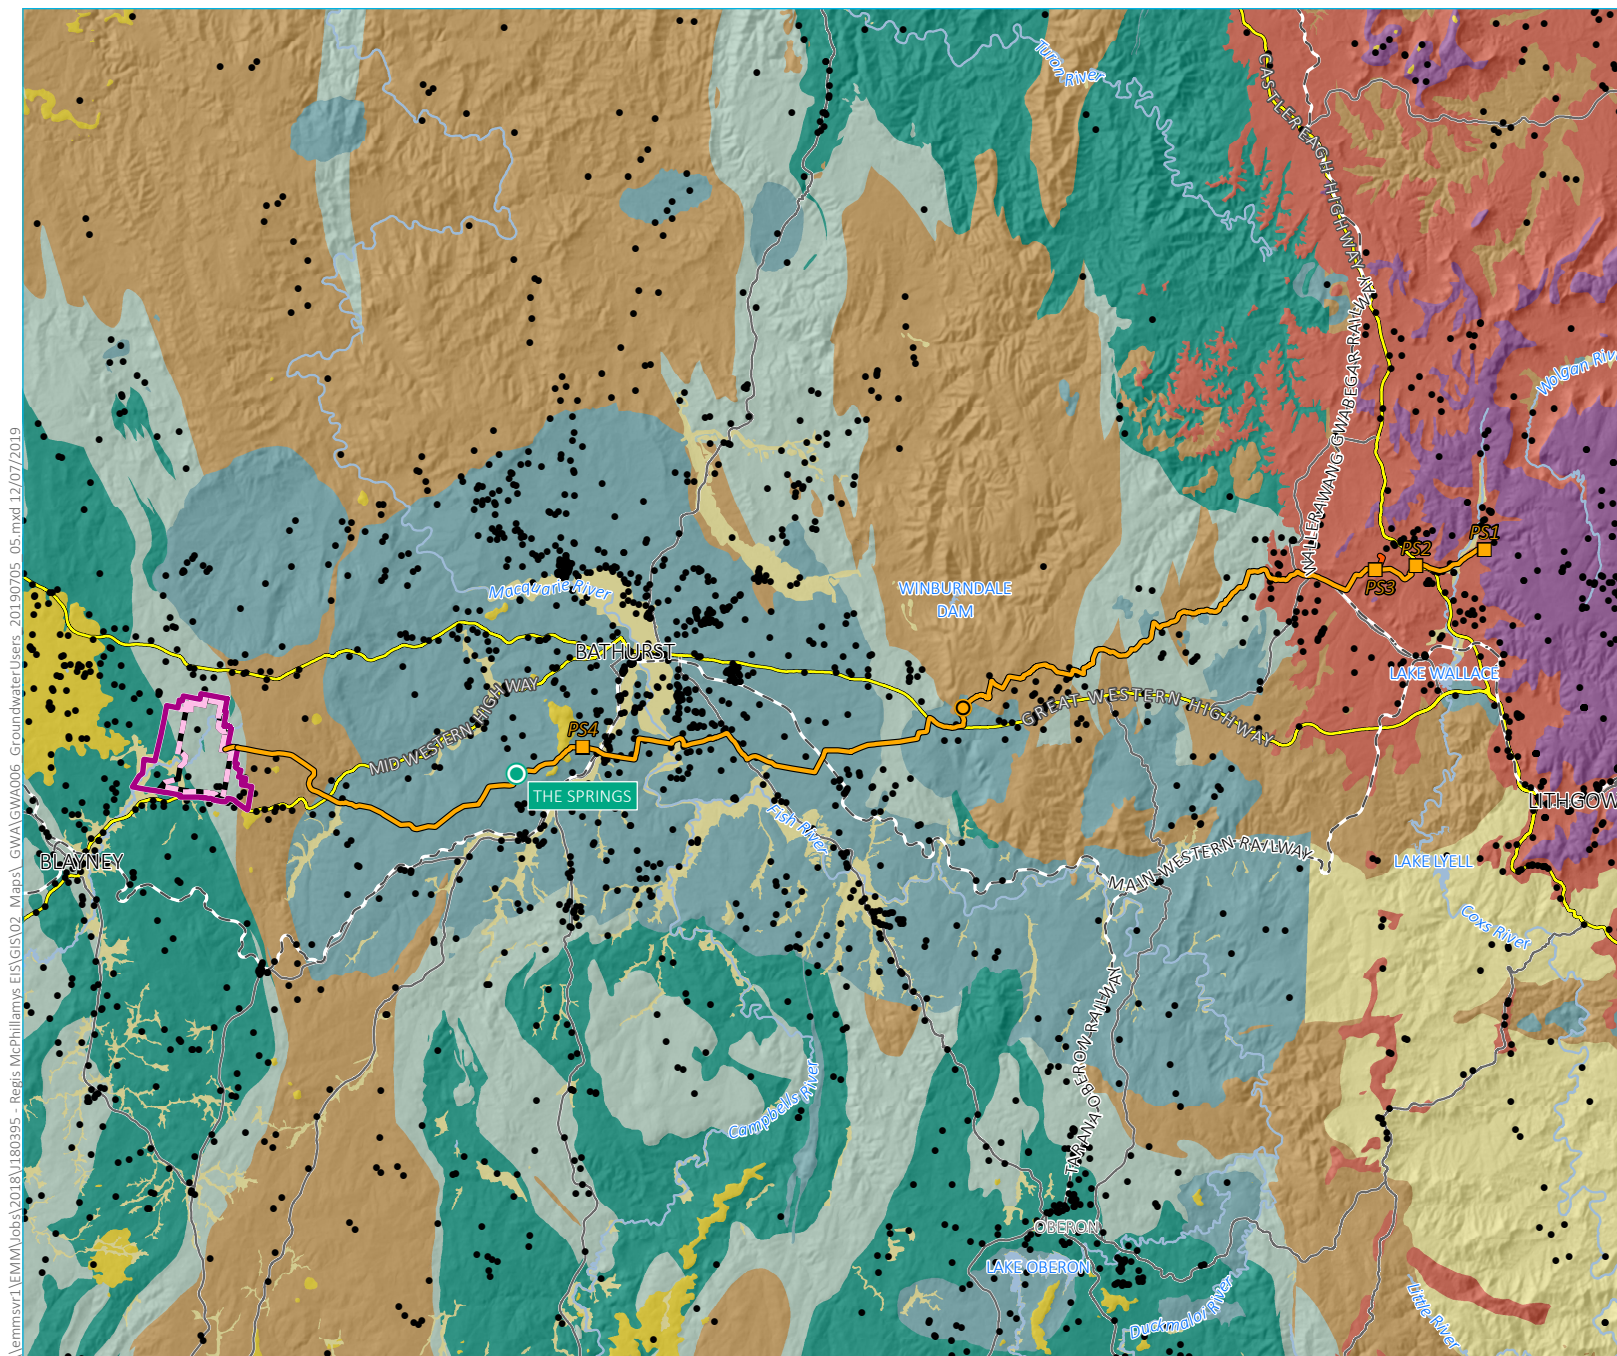 Turon River
CASTLEREAGH HIGHWAY
WALLERAWANG GWABEGAR RAILWAY
Wolgan Riv
PS1
PS2
PS3
Macquarie River
WINBURNDALE
DAM
BATHURST
LAKE WALLACE
MID WESTERN HIGHWAY
GREAT WESTERN HIGHWAY
PS4
THE SPRINGS
LITHGOW
Fish River
BLAYNEY
MAIN WESTERN RAILWAY
LAKE LYELL
Coxs River
TARANA OBERON RAILWAY
Campbells River
OBERON
LAKE OBERON
Duckmaloi River
Little River
\\emmsvr1\EMM\Jobs\2018\J180395 - Regis McPhillamys EIS\GIS\02_Maps\_GWA\GWA006_GroundwaterUsers_20190705_05.mxd 12/07/2019